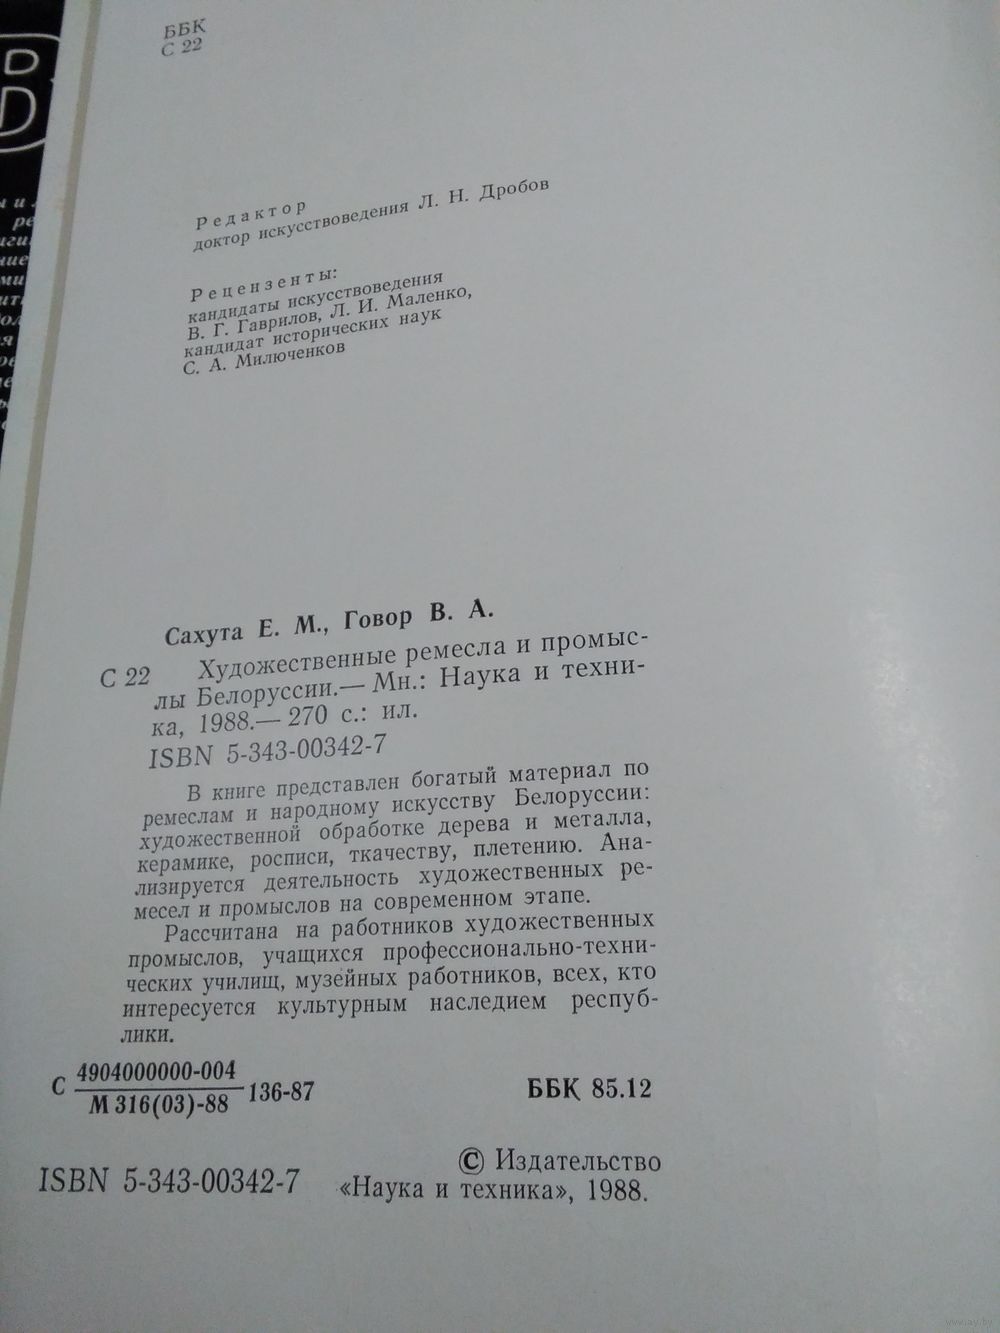 ББК
С 22
Редактор
доктор искусствоведения Л. Н. Дробов
Рецензенты:
кандидаты искусствоведения
В. Г. Гаврилов, Л. И. Маленко,
кандидат исторических наук
С. А. Милюченков
Сахута Е. М., Говор В. А.
С 22 Художественные ремесла и промыс-
лы Белоруссии.— Мн.: Наука и техни-
ка, 1988.— 270 с.: ил.
ISBN 5-343-00342-7
В книге представлен богатый материал по
ремеслам и народному искусству Белоруссии:
художественной обработке дерева и металла,
керамике, росписи, ткачеству, плетению. Ана-
лизируется деятельность художественных ре-
месел и промыслов на современном этапе.
Рассчитана на работников художественных
промыслов, учащихся профессионально-техни-
ческих училищ, музейных работников, всех, кто
интересуется культурным наследием респуб-
лики.
С 4904000000-004
М 316(03)-88 136-87
ББК 85.12
ISBN 5-343-00342-7
© Издательство
«Наука и техника», 1988.
www.ay.by